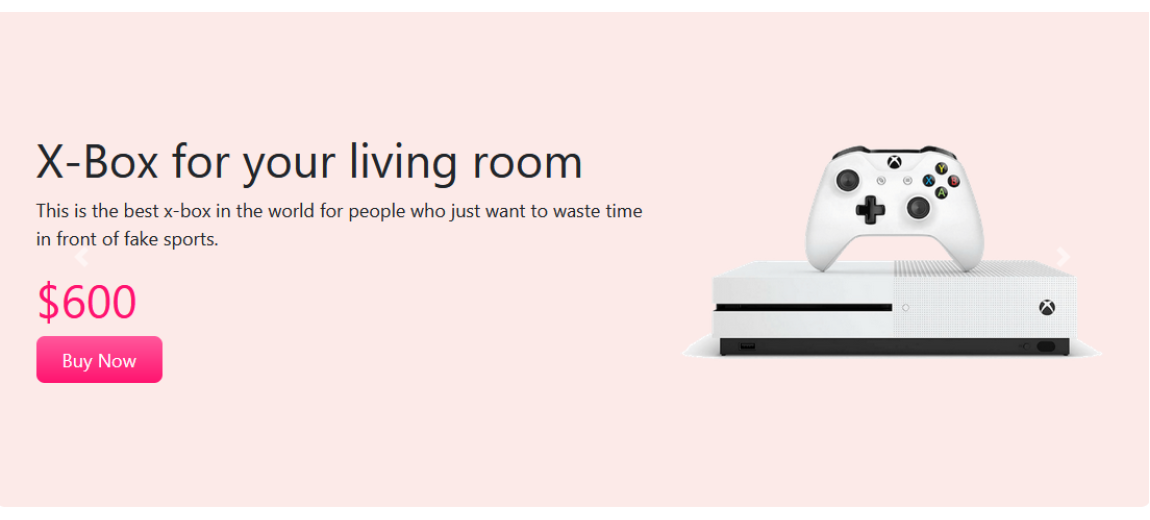 X-Box for your living room
This is the best x-box in the world for people who just want to waste time
in front of fake sports.
$600
Buy Now
Y
X
B
A